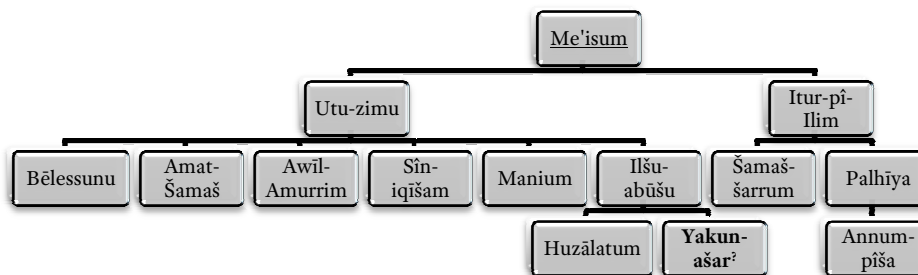 Me'isum
Utu-zimu
Itur-pî-
Ilim
Bēlessunu
Amat-
Šamaš
Awīl-
Amurrim
Sîn-
iqīšam
Manium
Ilšu-
abūšu
Šamaš-
šarrum
Palhīya
Huzālatum
Yakun-
ašar?
Annum-
pîša